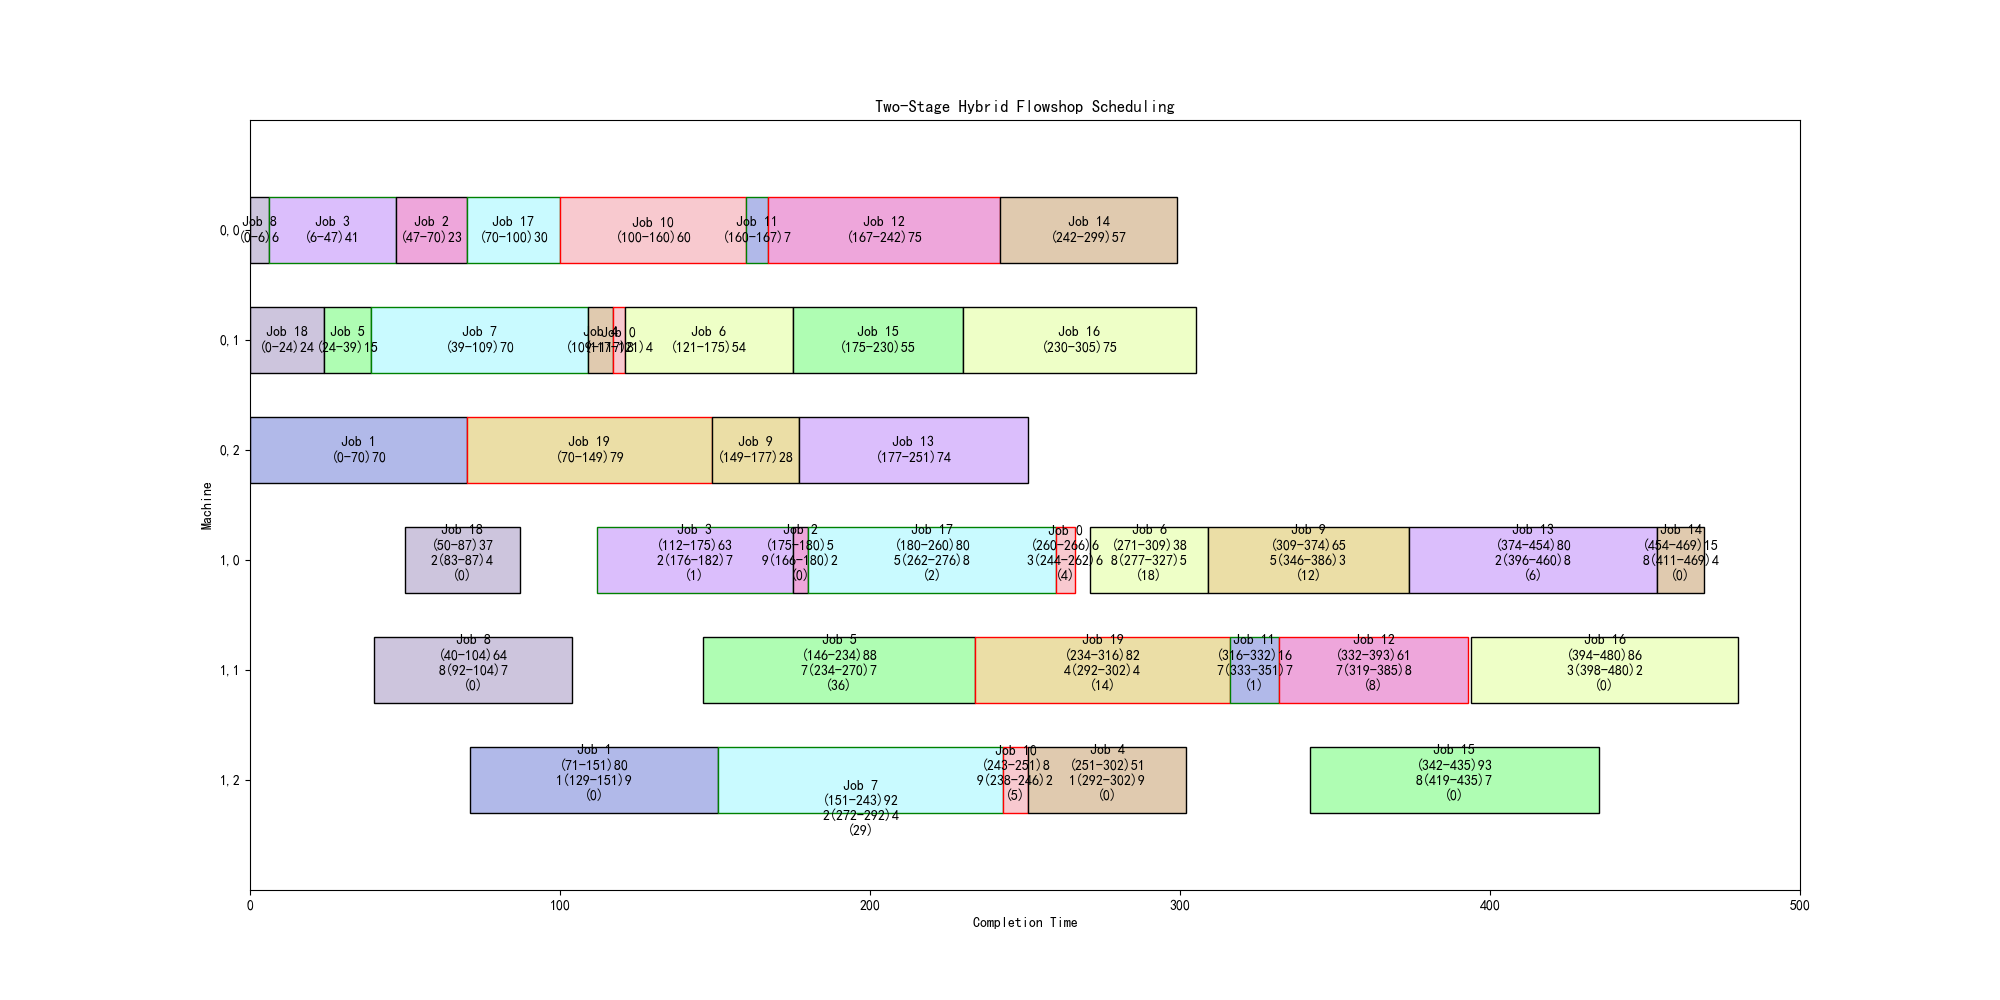 Two-Stage Hybrid Flowshop Scheduling
Machine
0,0
Job 8
(0-6)6
Job 3
(6-47)41
Job 2
(47-70)23
Job 17
(70-100)30
Job 10
(100-160)60
Job 11
(160-167)7
Job 12
(167-242)75
Job 14
(242-299)57
0,1
Job 18
(0-24)24
Job 5
(24-39)15
Job 7
(39-109)70
Job 4
(109-117)8
Job 0
(117-121)4
Job 6
(121-175)54
Job 15
(175-230)55
Job 16
(230-305)75
0,2
Job 1
(0-70)70
Job 19
(70-149)79
Job 9
(149-177)28
Job 13
(177-251)74
1,0
Job 18
(50-87)37
2(83-87)4
(0)
Job 3
(112-175)63
2(176-182)7
(1)
Job 2
(175-180)5
9(166-180)2
(0)
Job 17
(180-260)80
5(262-276)8
(2)
Job 0
(260-266)6
3(244-262)6
(4)
Job 6
(271-309)38
8(277-327)5
(18)
Job 9
(309-374)65
5(346-386)3
(12)
Job 13
(374-454)80
2(396-460)8
(6)
Job 14
(454-469)15
8(411-469)4
(0)
1,1
Job 8
(40-104)64
8(92-104)7
(0)
Job 5
(146-234)88
7(234-270)7
(36)
Job 19
(234-316)82
4(292-302)4
(14)
Job 11
(316-332)16
7(333-351)7
(1)
Job 12
(332-393)61
7(319-385)8
(8)
Job 16
(394-480)86
3(398-480)2
(0)
1,2
Job 1
(71-151)80
1(129-151)9
(0)
Job 7
(151-243)92
2(272-292)4
(29)
Job 10
(243-251)8
9(238-246)2
(5)
Job 4
(251-302)51
1(292-302)9
(0)
Job 15
(342-435)93
8(419-435)7
(0)
0
100
200
300
400
500
Completion Time